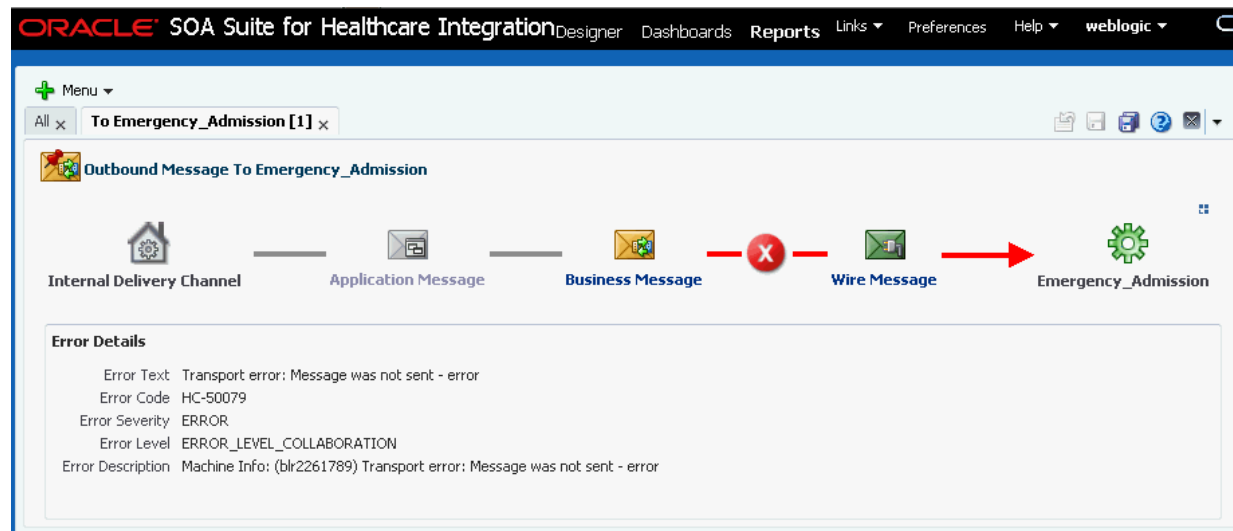 ORACLE SOA Suite for Healthcare Integration Designer Dashboards Reports Links Preferences Help weblogic
Menu
All x To Emergency_Admission [1] x
Outbound Message To Emergency_Admission
Internal Delivery Channel Application Message Business Message Wire Message Emergency_Admission
Error Details
Error Text Transport error: Message was not sent - error
Error Code HC-50079
Error Severity ERROR
Error Level ERROR_LEVEL_COLLABORATION
Error Description Machine Info: (blr2261789) Transport error: Message was not sent - error